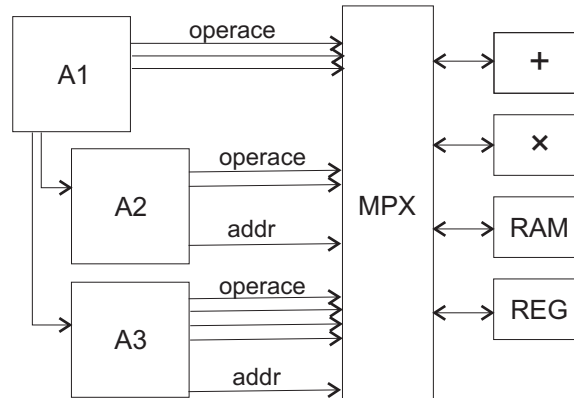 operace
A1
+
operace
×
A2
MPX
addr
RAM
operace
REG
A3
addr